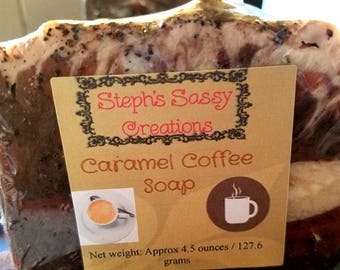 Steph's Sassy
Creations
Caramel Coffee
Soap
Net weight: Approx 4.5 ounces / 127.6
grams